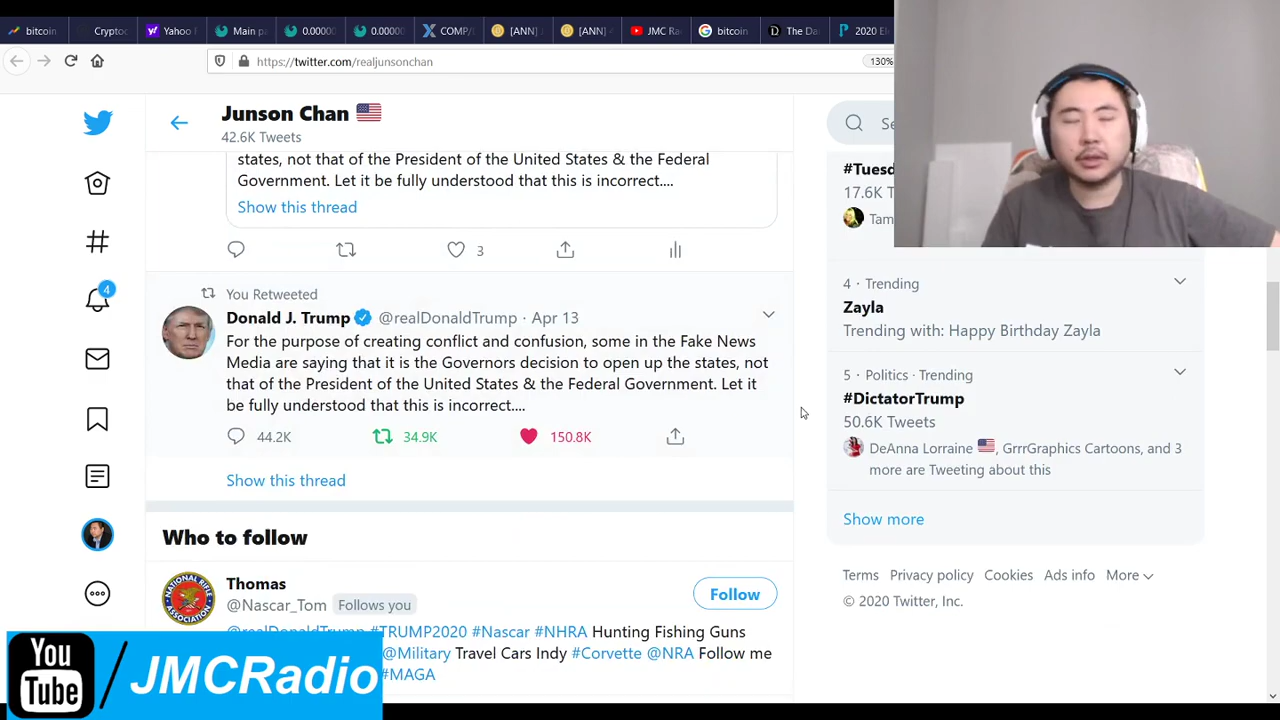 bitcoin
Cryptoc
Yahoo
Main pa
0.00000
0.00000
COMP/
[ANN]
[ANN]
JMC Ra
bitcoin
The Da
2020 El
https://twitter.com/realjunsonchan
130%
Junson Chan
42.6K Tweets
states, not that of the President of the United States & the Federal
Government. Let it be fully understood that this is incorrect....
Show this thread
3
You Retweeted
Donald J. Trump @realDonaldTrump · Apr 13
For the purpose of creating conflict and confusion, some in the Fake News
Media are saying that it is the Governors decision to open up the states, not
that of the President of the United States & the Federal Government. Let it
be fully understood that this is incorrect....
44.2K 34.9K 150.8K
Show this thread
Who to follow
Thomas
@Nascar_Tom Follows you
Follow
@realDonaldTrump #TRUMP2020 #Nascar #NHRA Hunting Fishing Guns
@Military Travel Cars Indy #Corvette @NRA Follow me
#MAGA
4
Se
#Tuesd
17.6K T
Tam
4 · Trending
Zayla
Trending with: Happy Birthday Zayla
5 · Politics · Trending
#DictatorTrump
50.6K Tweets
DeAnna Lorraine , GrrrGraphics Cartoons, and 3
more are Tweeting about this
Show more
Terms Privacy policy Cookies Ads info More
© 2020 Twitter, Inc.
You
Tube
/JMCRadio